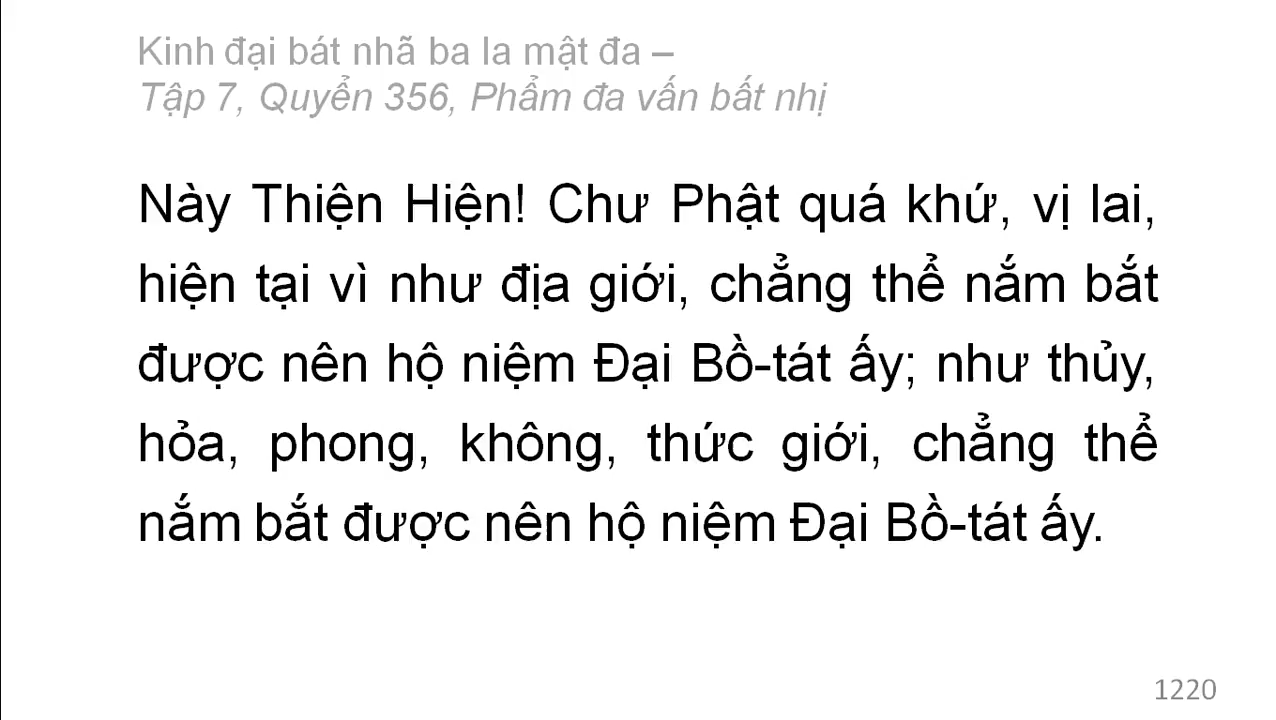 Kinh đại bát nhã ba la mật đa –
Tập 7, Quyển 356, Phẩm đa vấn bất nhị
Này Thiện Hiện! Chư Phật quá khứ, vị lai,
hiện tại vì như địa giới, chẳng thể nắm bắt
được nên hộ niệm Đại Bồ-tát ấy; như thủy,
hỏa, phong, không, thức giới, chẳng thể
nắm bắt được nên hộ niệm Đại Bồ-tát ấy.
1220